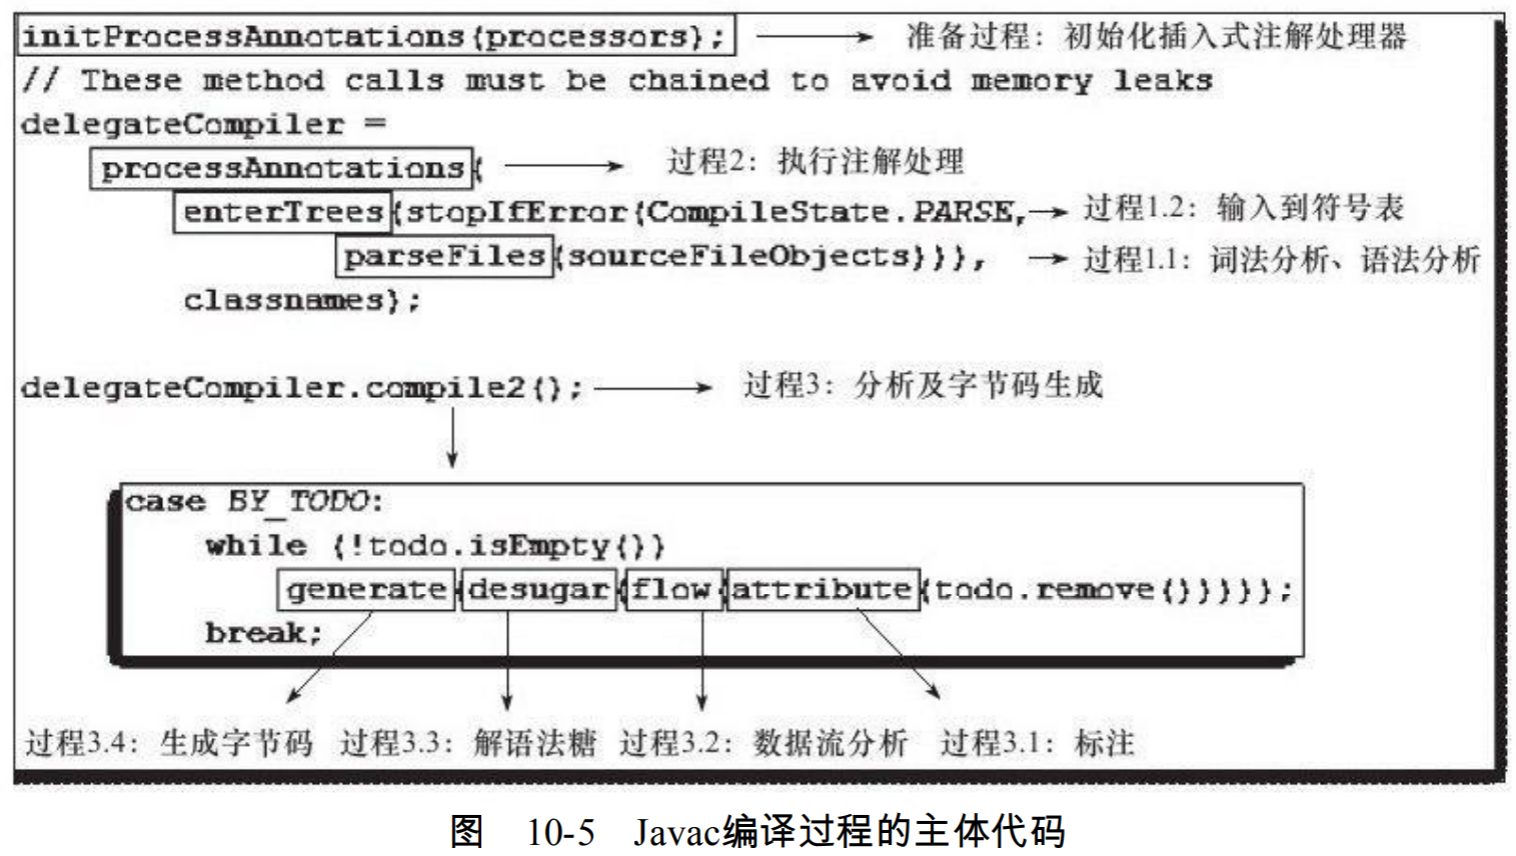 initProcessAnnotations(processors); 准备过程：初始化插入式注解处理器
// These method calls must be chained to avoid memory leaks
delegateCompiler =
processAnnotations( 过程2：执行注解处理
enterTrees(stopIfError(CompileState.PARSE, 过程1.2：输入到符号表
parseFiles(sourceFileObjects))), 过程1.1：词法分析、语法分析
classnames);
delegateCompiler.compile2(); 过程3：分析及字节码生成
case BY_TODO:
while (!todo.isEmpty())
generate(desugar(flow(attribute(todo.remove()))));
break;
过程3.4：生成字节码 过程3.3：解语法糖 过程3.2：数据流分析 过程3.1：标注
图 10-5 Javac编译过程的主体代码